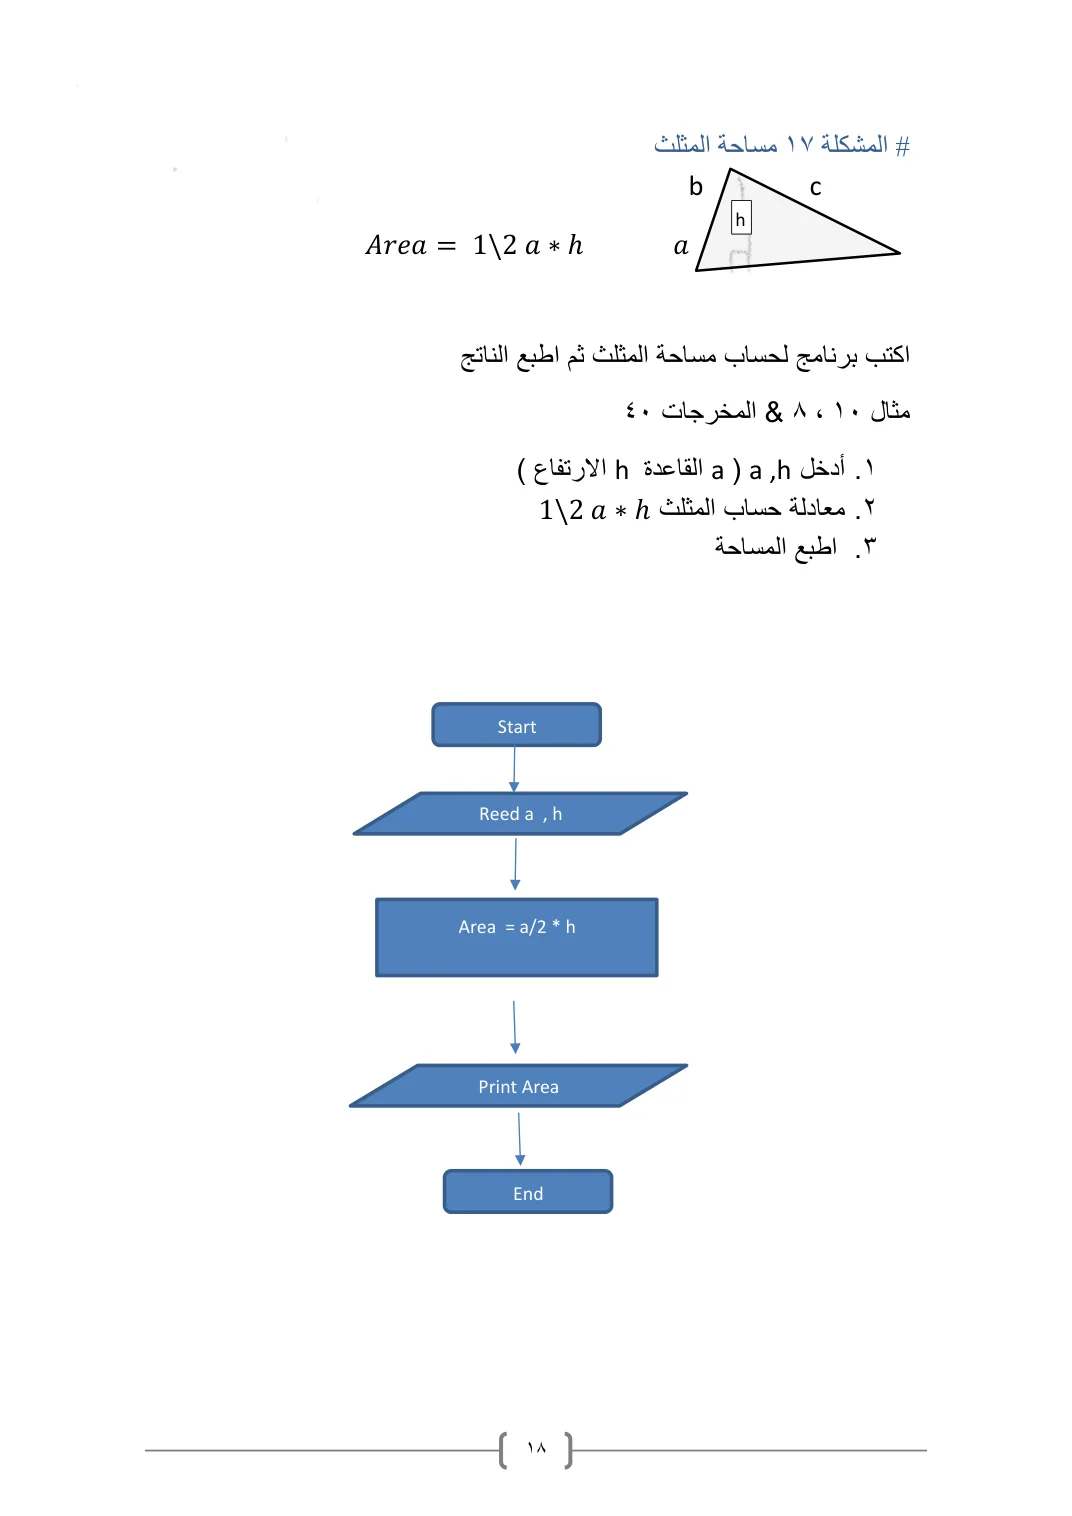 # المشكلة ١٧ مساحة المثلث
b c
h
Area = 1\2 a * h a
اكتب برنامج لحساب مساحة المثلث ثم اطبع الناتج
مثال ١٠ ، ٨ & المخرجات ٤٠
١. أدخل a ,h ( a القاعدة h الارتفاع )
٢. معادلة حساب المثلث 1\2 a * h
٣. اطبع المساحة
Start
Reed a , h
Area = a/2 * h
Print Area
End
١٨